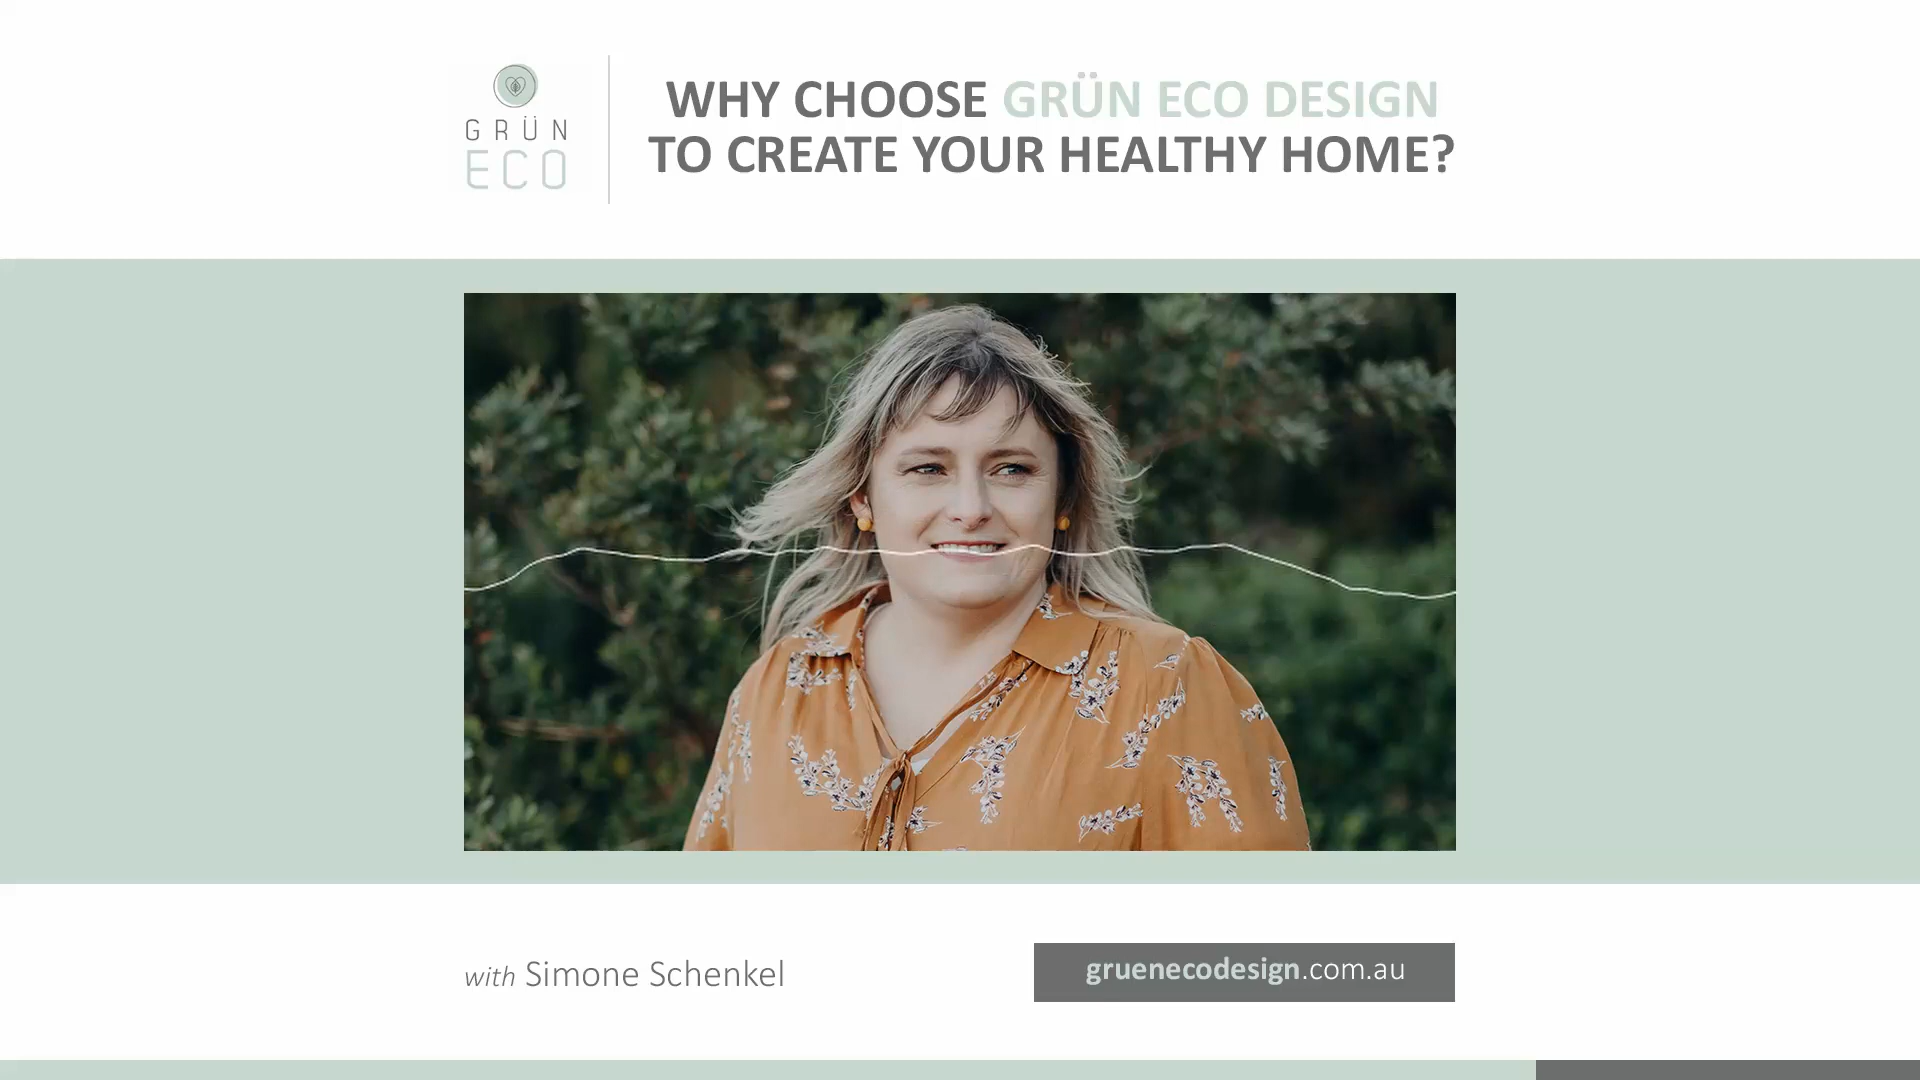 GRÜN
ECO
WHY CHOOSE GRÜN ECO DESIGN
TO CREATE YOUR HEALTHY HOME?
with Simone Schenkel
gruenecodesign.com.au